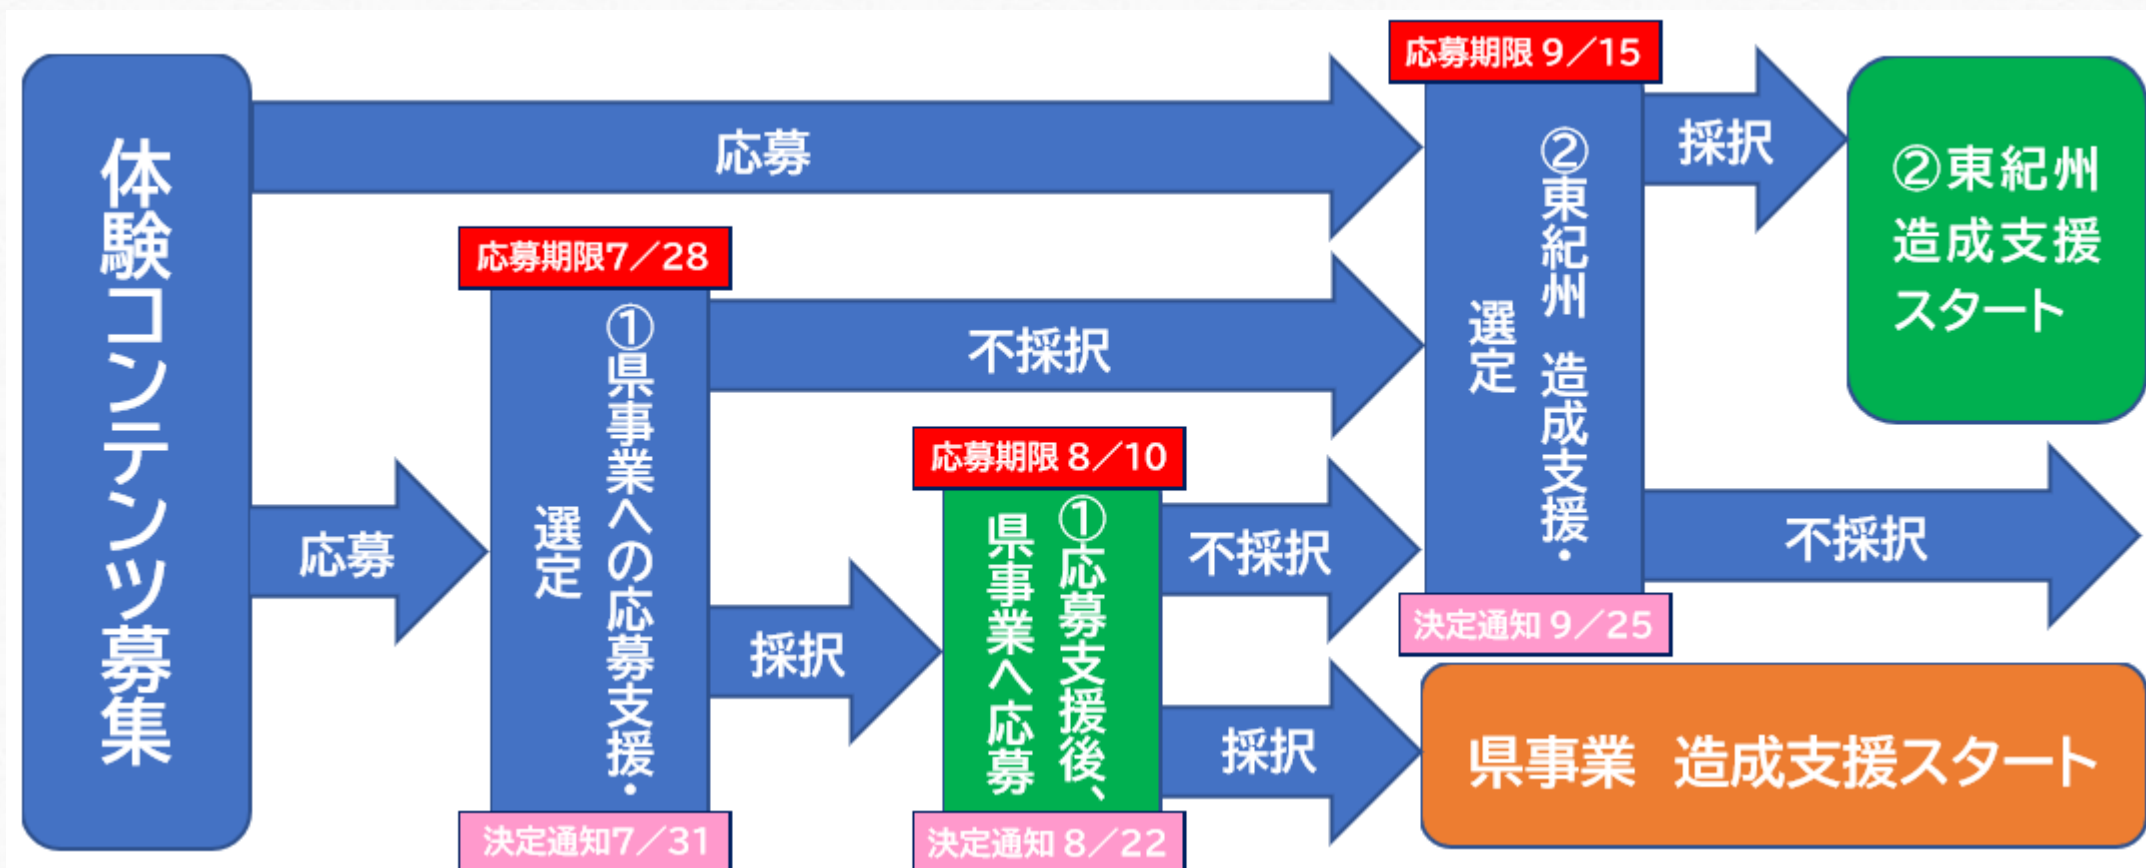 体験コンテンツ募集
応募
応募
応募期限7/28
①県事業への応募支援・
選定
決定通知7/31
不採択
採択
応募期限 8/10
①応募支援後、
県事業へ応募
決定通知 8/22
不採択
採択
応募期限 9/15
②東紀州 造成支援・
選定
決定通知 9/25
採択
不採択
②東紀州
造成支援
スタート
県事業 造成支援スタート